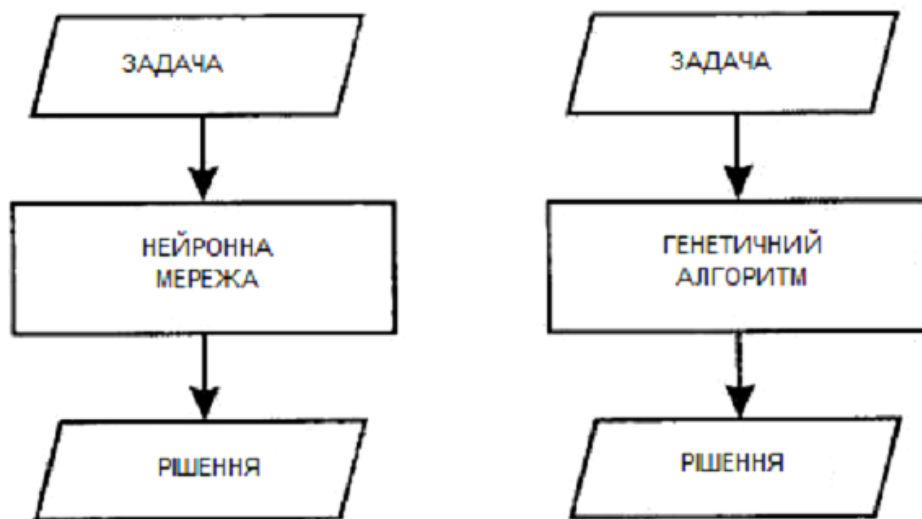 ЗАДАЧА
НЕЙРОННА
МЕРЕЖА
РІШЕННЯ
ЗАДАЧА
ГЕНЕТИЧНИЙ
АЛГОРИТМ
РІШЕННЯ